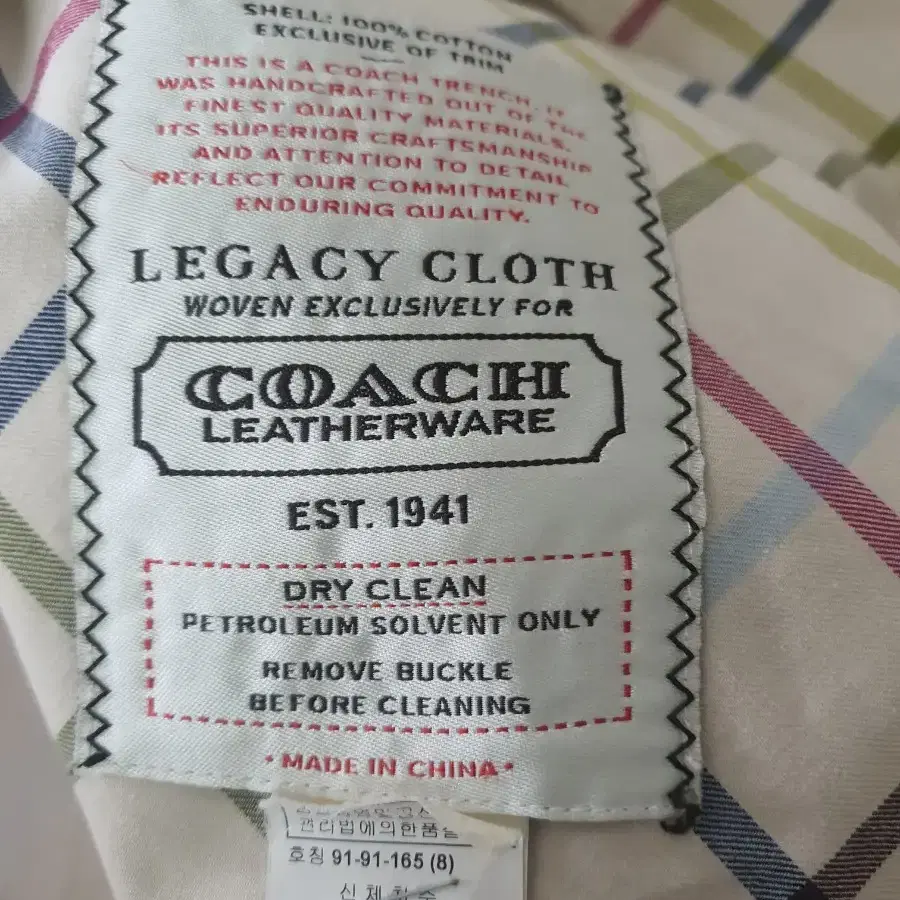 SHELL: 100% COTTON
EXCLUSIVE OF TRIM
THIS IS A COACH TRENCH. IT
WAS HANDCRAFTED OUT OF THE
FINEST QUALITY MATERIALS.
ITS SUPERIOR CRAFTSMANSHIP
AND ATTENTION TO DETAIL
REFLECT OUR COMMITMENT TO
ENDURING QUALITY.
LEGACY CLOTH
WOVEN EXCLUSIVELY FOR
COACH
LEATHERWARE
EST. 1941
DRY CLEAN
PETROLEUM SOLVENT ONLY
REMOVE BUCKLE
BEFORE CLEANING
*MADE IN CHINA*
관리법에의한품
호칭 91-91-165 (8)
신체